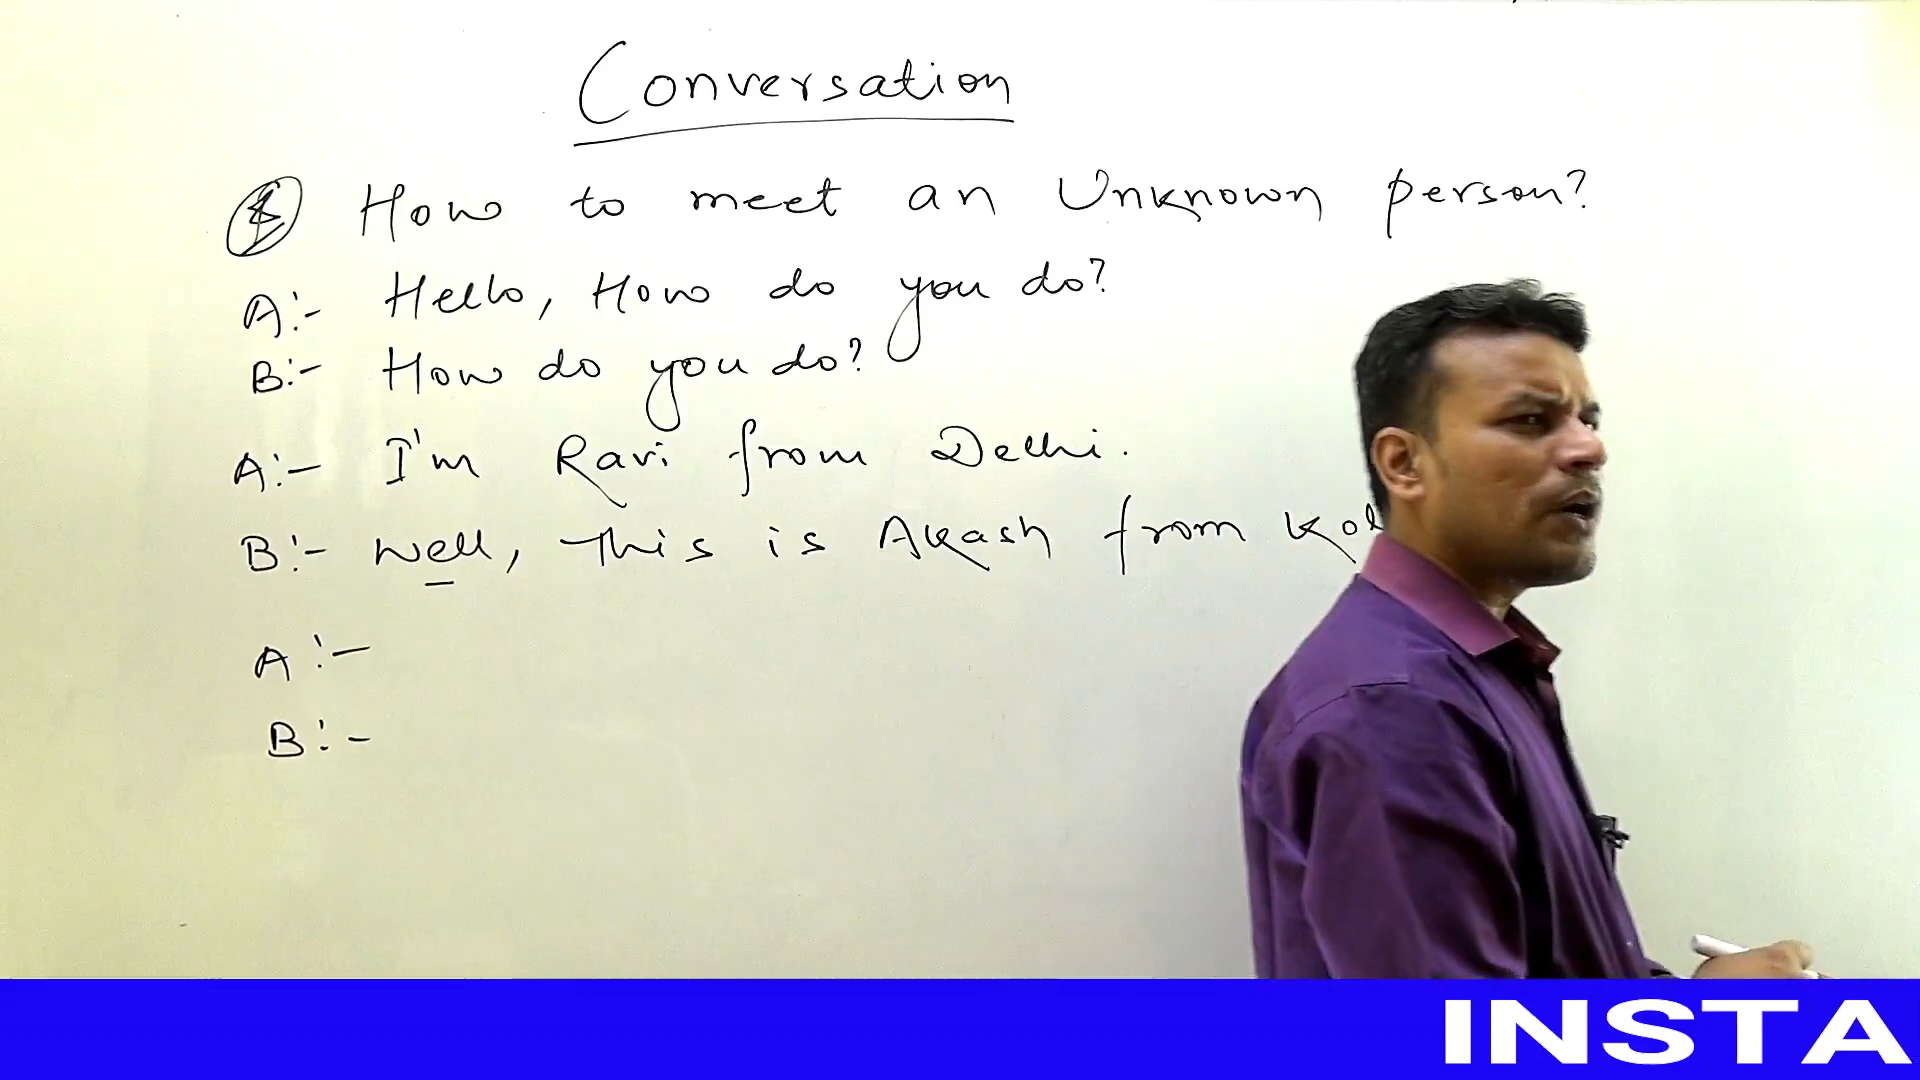 Conversation
How to meet an Unknown person?
A:- Hello, How do you do?
B:- How do you do?
A:- I'm Ravi from Delhi.
B:- Well, This is Akash from Kol
A:-
B:-
INSTA